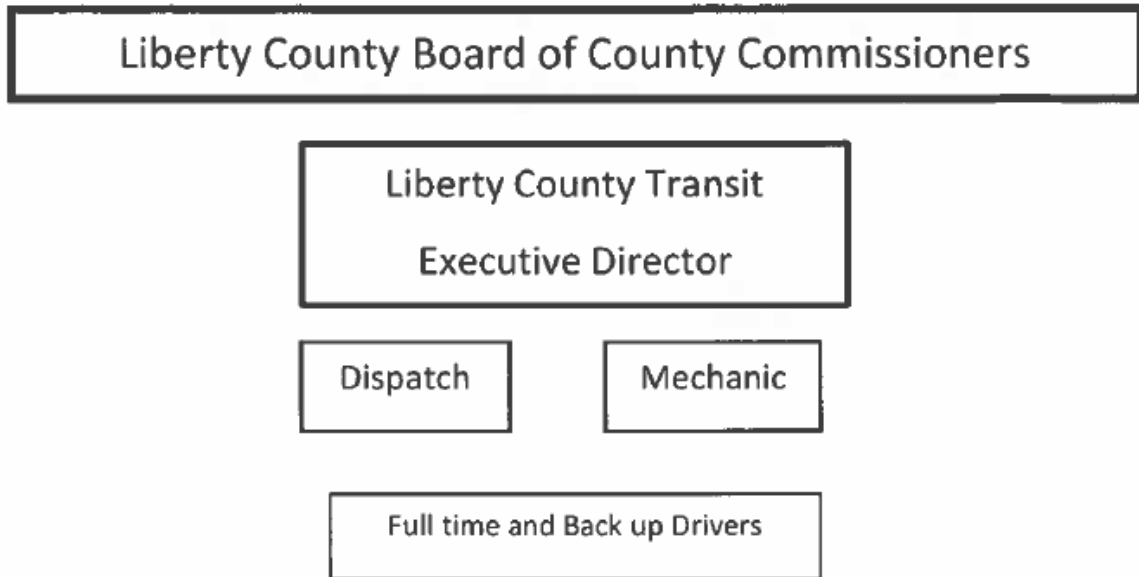 Liberty County Board of County Commissioners
Liberty County Transit
Executive Director
Dispatch
Mechanic
Full time and Back up Drivers